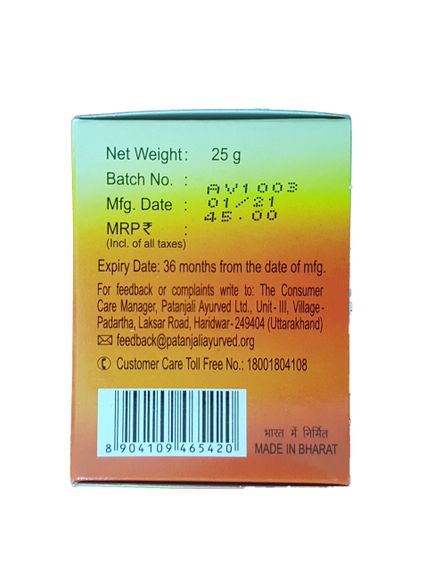 Net Weight : 25 g
Batch No. : AV1003
Mfg. Date : 01/21
MRP ₹ : 45.00
(Incl. of all taxes)
Expiry Date: 36 months from the date of mfg.
For feedback or complaints write to: The Consumer
Care Manager, Patanjali Ayurved Ltd., Unit- III, Village-
Padartha, Laksar Road, Haridwar-249404 (Uttarakhand)
feedback@patanjaliayurved.org
Customer Care Toll Free No.: 18001804108
8 904109 465420
भारत में निर्मित
MADE IN BHARAT